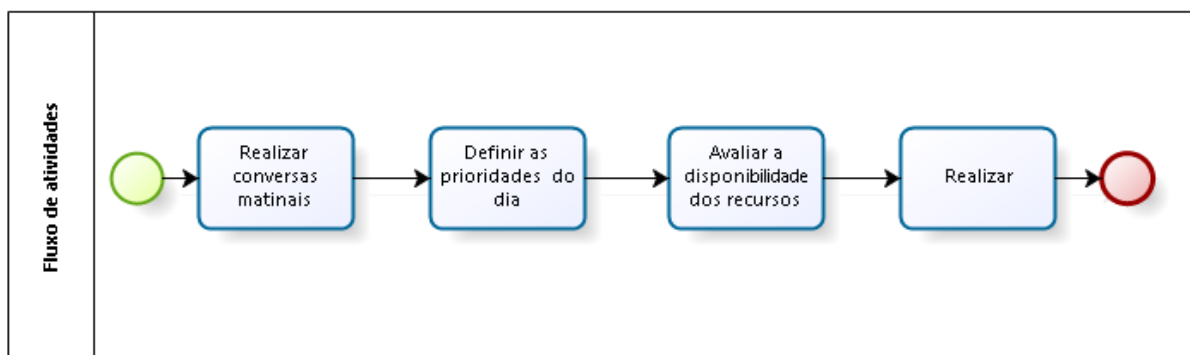 Fluxo de atividades
Realizar
conversas
matinais
Definir as
prioridades do
dia
Avaliar a
disponibilidade
dos recursos
Realizar